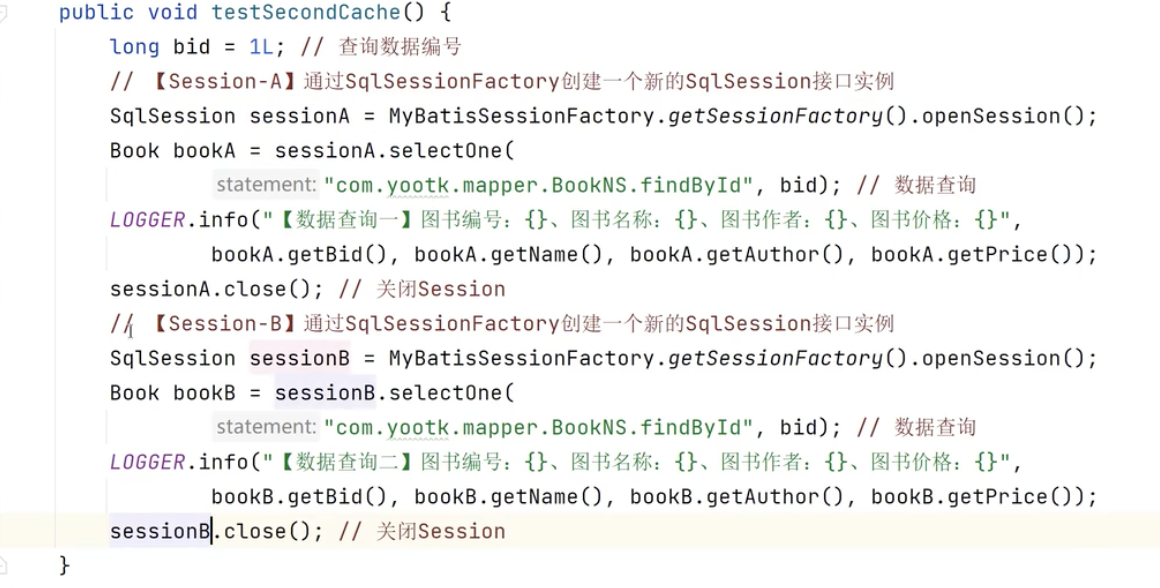 public void testSecondCache() {
long bid = 1L; // 查询数据编号
// 【Session-A】通过SqlSessionFactory创建一个新的SqlSession接口实例
SqlSession sessionA = MyBatisSessionFactory.getSessionFactory().openSession();
Book bookA = sessionA.selectOne(
statement: "com.yootk.mapper.BookNS.findById", bid); // 数据查询
LOGGER.info("【数据查询一】图书编号：{}、图书名称：{}、图书作者：{}、图书价格：{}",
bookA.getBid(), bookA.getName(), bookA.getAuthor(), bookA.getPrice());
sessionA.close(); // 关闭Session
// 【Session-B】通过SqlSessionFactory创建一个新的SqlSession接口实例
SqlSession sessionB = MyBatisSessionFactory.getSessionFactory().openSession();
Book bookB = sessionB.selectOne(
statement: "com.yootk.mapper.BookNS.findById", bid); // 数据查询
LOGGER.info("【数据查询二】图书编号：{}、图书名称：{}、图书作者：{}、图书价格：{}",
bookB.getBid(), bookB.getName(), bookB.getAuthor(), bookB.getPrice());
sessionB.close(); // 关闭Session
}